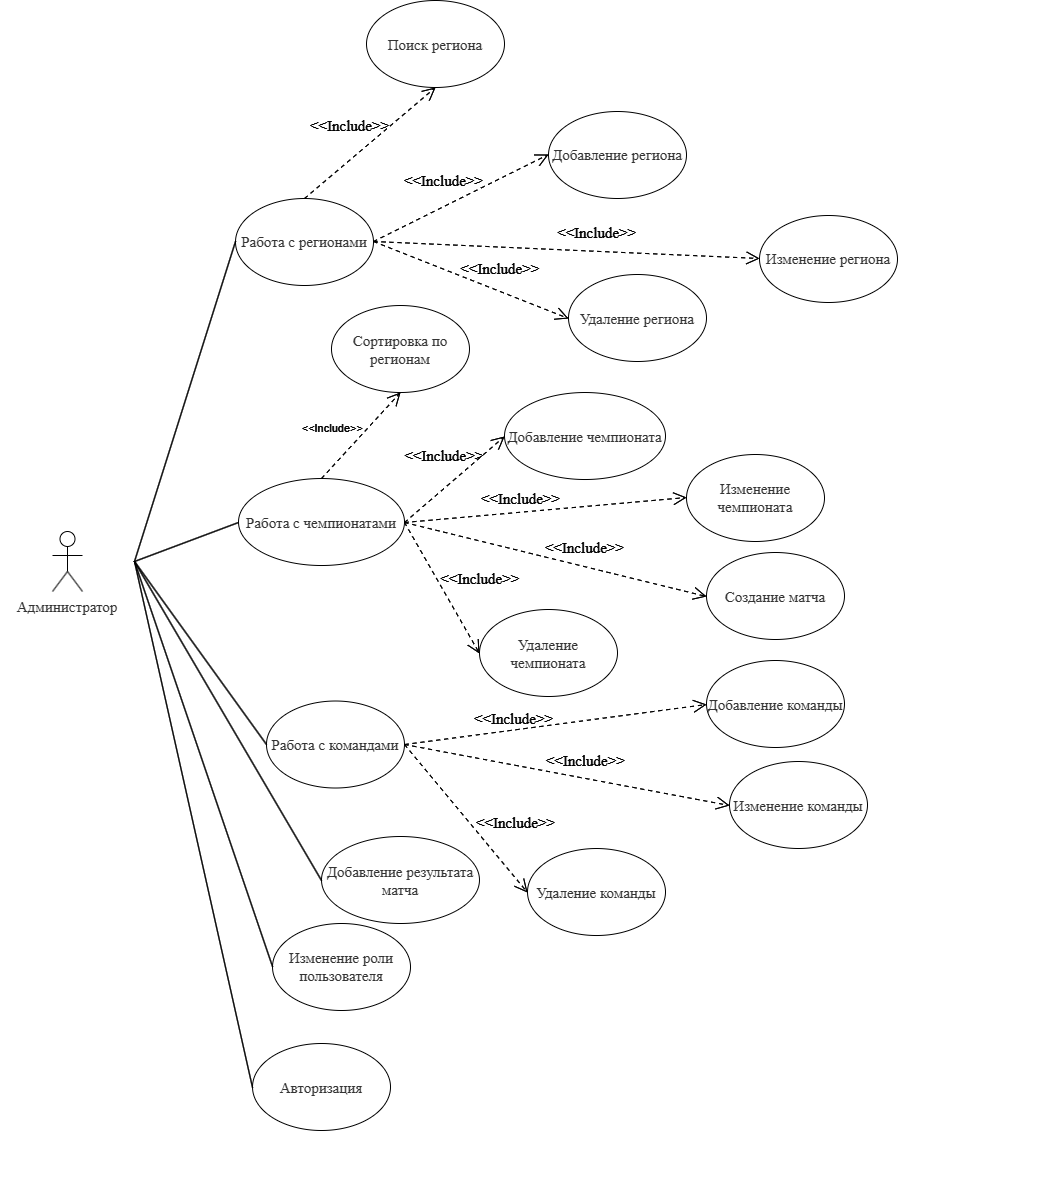 Поиск региона
<<Include>>
Добавление региона
<<Include>>
<<Include>>
Работа с регионами
Изменение региона
<<Include>>
Удаление региона
Сортировка по
регионам
<<Include>>
Добавление чемпионата
<<Include>>
Изменение
чемпионата
<<Include>>
Работа с чемпионатами
<<Include>>
<<Include>>
Создание матча
Администратор
Удаление
чемпионата
Добавление команды
<<Include>>
Работа с командами
<<Include>>
Изменение команды
<<Include>>
Добавление результата
матча
Удаление команды
Изменение роли
пользователя
Авторизация